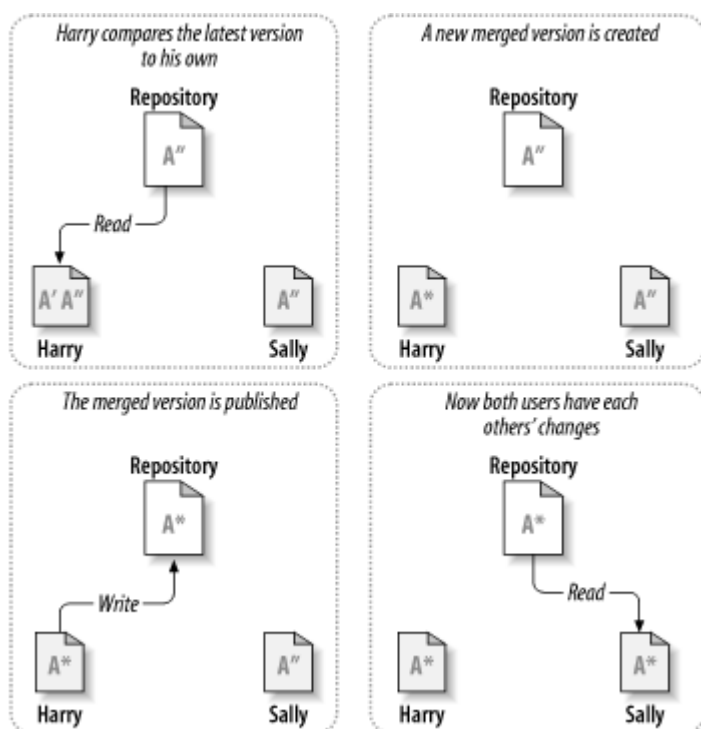 Harry compares the latest version
to his own
Repository
A″
Read
A′ A″
A″
Harry
Sally
A new merged version is created
Repository
A″
A*
A″
Harry
Sally
The merged version is published
Repository
A*
Write
A*
A″
Harry
Sally
Now both users have each
others’ changes
Repository
A*
Read
A*
A*
Harry
Sally